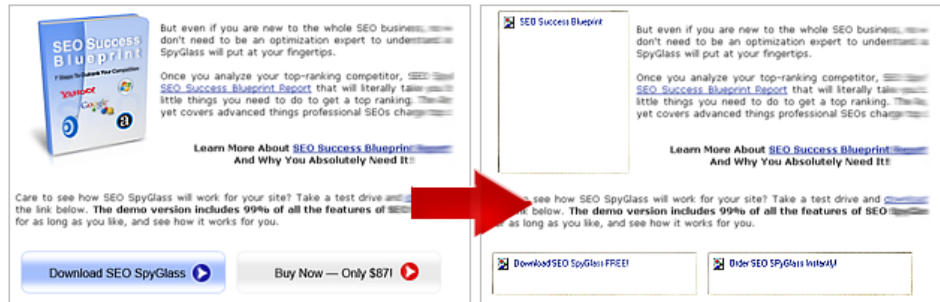 SEO Success
Blueprint
7 Steps To Outrank Your Competition
YAHOO!
Google
a
But even if you are new to the whole SEO business,
don't need to be an optimization expert to understand
SpyGlass will put at your fingertips.
Once you analyze your top-ranking competitor,
SEO Success Blueprint Report that will literally
little things you need to do to get a top ranking.
yet covers advanced things professional SEOs
Learn More About SEO Success Blueprint
And Why You Absolutely Need It!
Care to see how SEO SpyGlass will work for your site? Take a test drive and
the link below. The demo version includes 99% of all the features of SEO
for as long as you like, and see how it works for you.
Download SEO SpyGlass
Buy Now — Only $87!
SEO Success Blueprint
But even if you are new to the whole SEO business,
don't need to be an optimization expert to understand
SpyGlass will put at your fingertips.
Once you analyze your top-ranking competitor,
SEO Success Blueprint Report that will literally
little things you need to do to get a top ranking.
yet covers advanced things professional SEOs
Learn More About SEO Success Blueprint
And Why You Absolutely Need It!
see how SEO SpyGlass will work for your site? Take a test drive and download
below. The demo version includes 99% of all the features of SEO
as long as you like, and see how it works for you.
Download SEO SpyGlass FREE!
Order SEO SPyGlass Instantly!